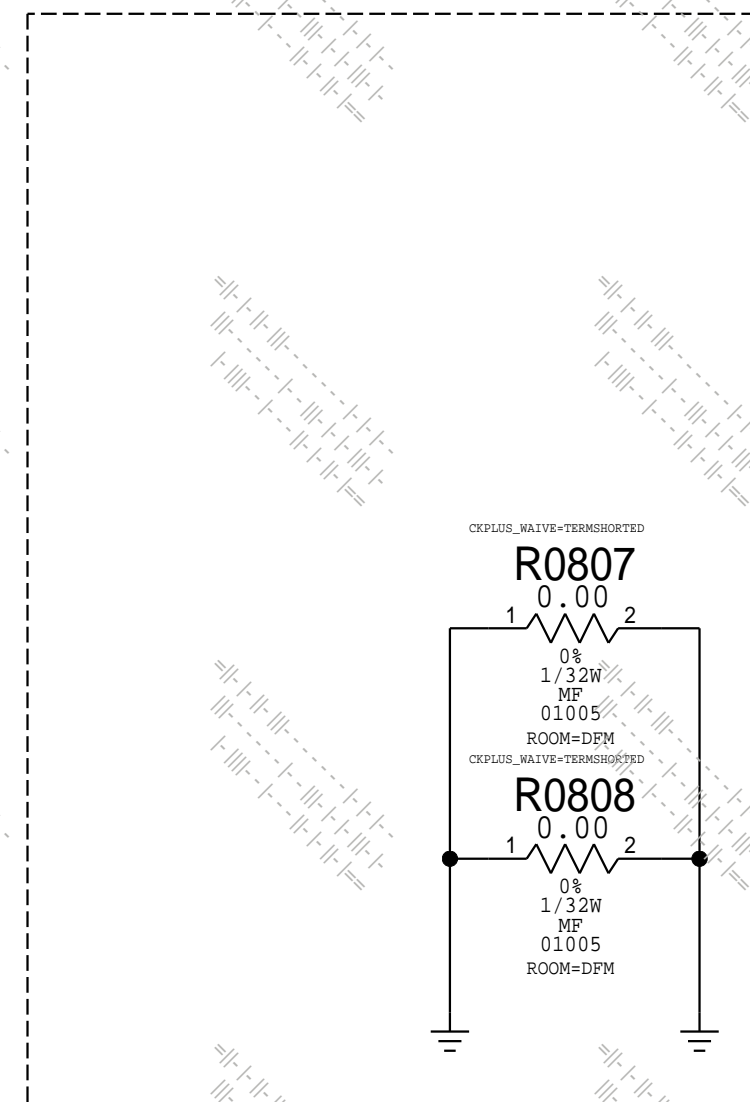 CKPLUS_WAIVE=TERMSHORTED
R0807
0.00
1 2
0%
1/32W
MF
01005
ROOM=DFM
CKPLUS_WAIVE=TERMSHORTED
R0808
0.00
1 2
0%
1/32W
MF
01005
ROOM=DFM